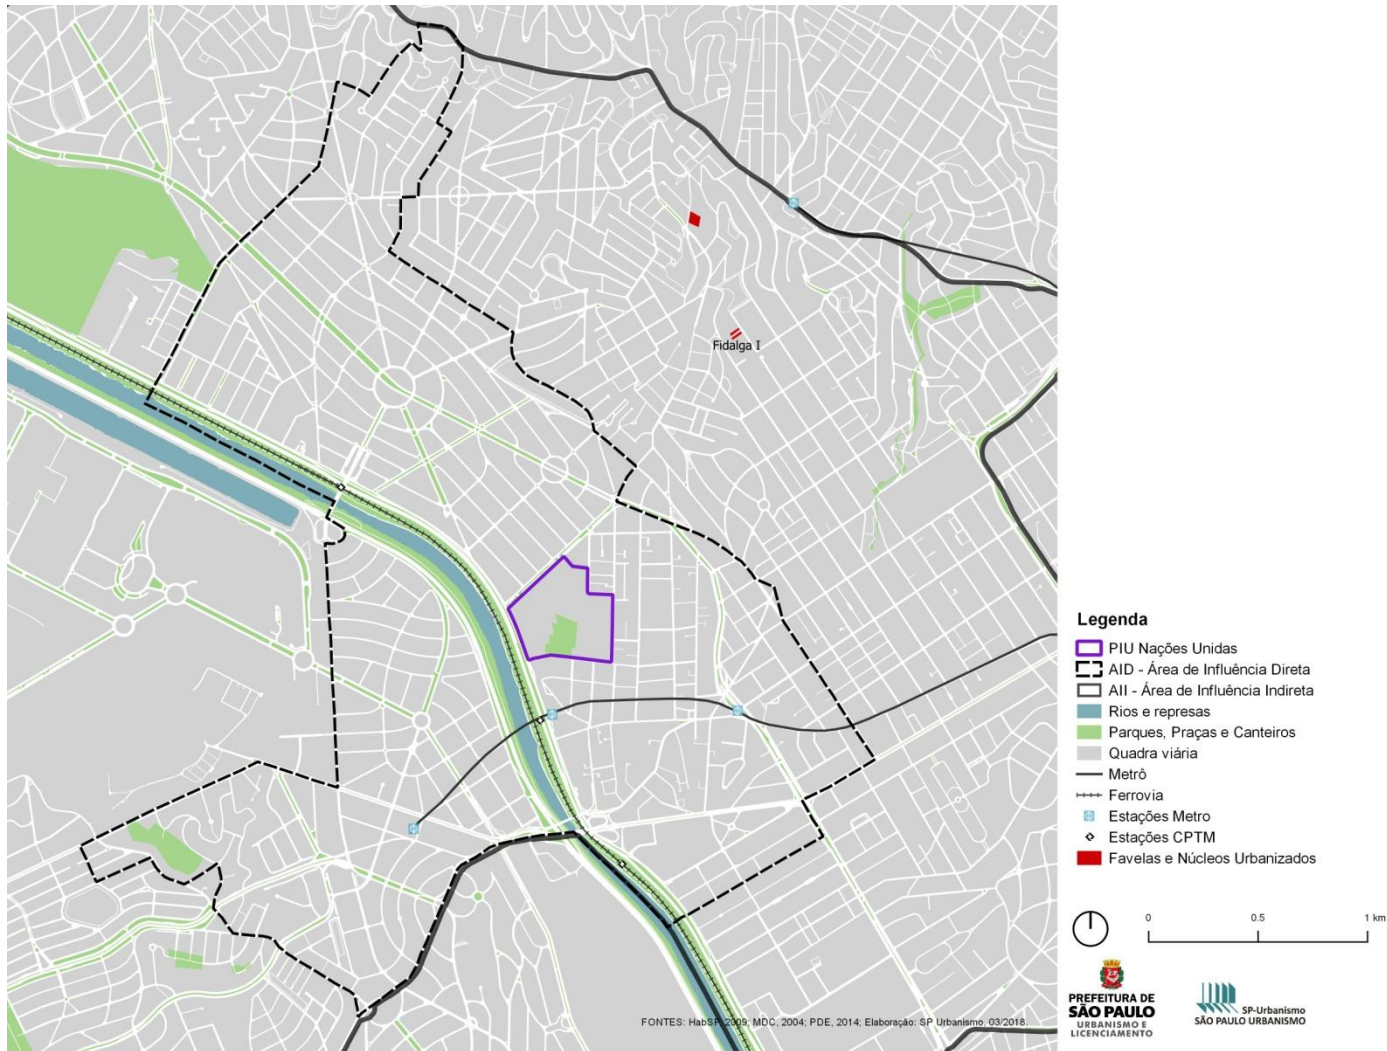 Fidalga I
Legenda
PIU Nações Unidas
AID - Área de Influência Direta
AII - Área de Influência Indireta
Rios e represas
Parques, Praças e Canteiros
Quadra viária
Metrô
Ferrovia
Estações Metro
Estações CPTM
Favelas e Núcleos Urbanizados
0 0.5 1 km
PREFEITURA DE
SÃO PAULO
URBANISMO E
LICENCIAMENTO
SP-Urbanismo
SÃO PAULO URBANISMO
FONTES: HabSP, 2009; MDC, 2004; PDE, 2014; Elaboração: SP Urbanismo, 03/2018.